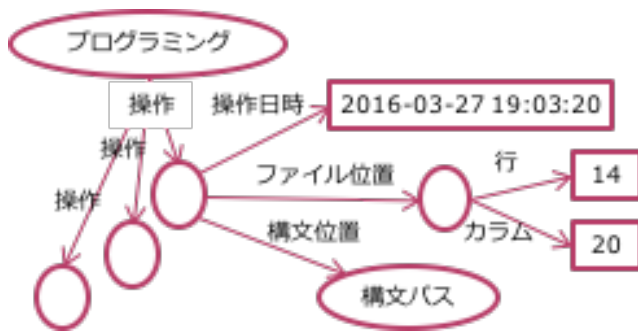 プログラミング
操作
操作日時
2016-03-27 19:03:20
操作
ファイル位置
行
14
操作
構文位置
カラム
20
構文パス